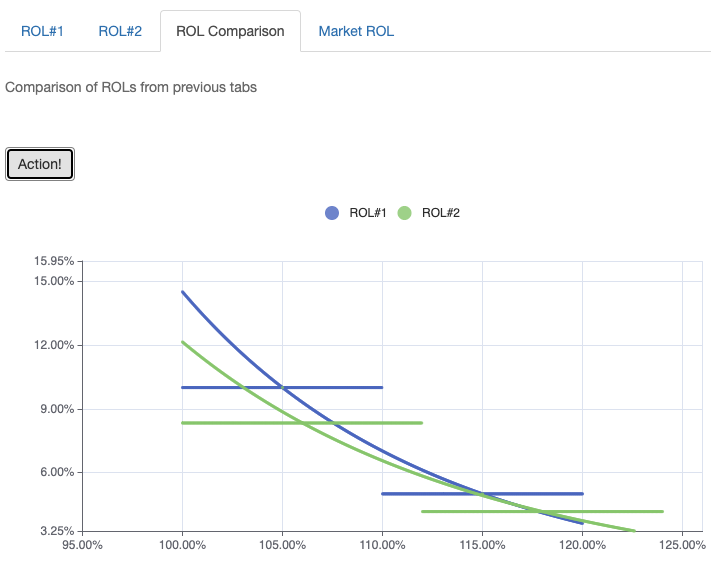 ROL#1 ROL#2 ROL Comparison Market ROL
Comparison of ROLs from previous tabs
Action!
ROL#1 ROL#2
15.95%
15.00%
12.00%
9.00%
6.00%
3.25%
95.00% 100.00% 105.00% 110.00% 115.00% 120.00% 125.00%